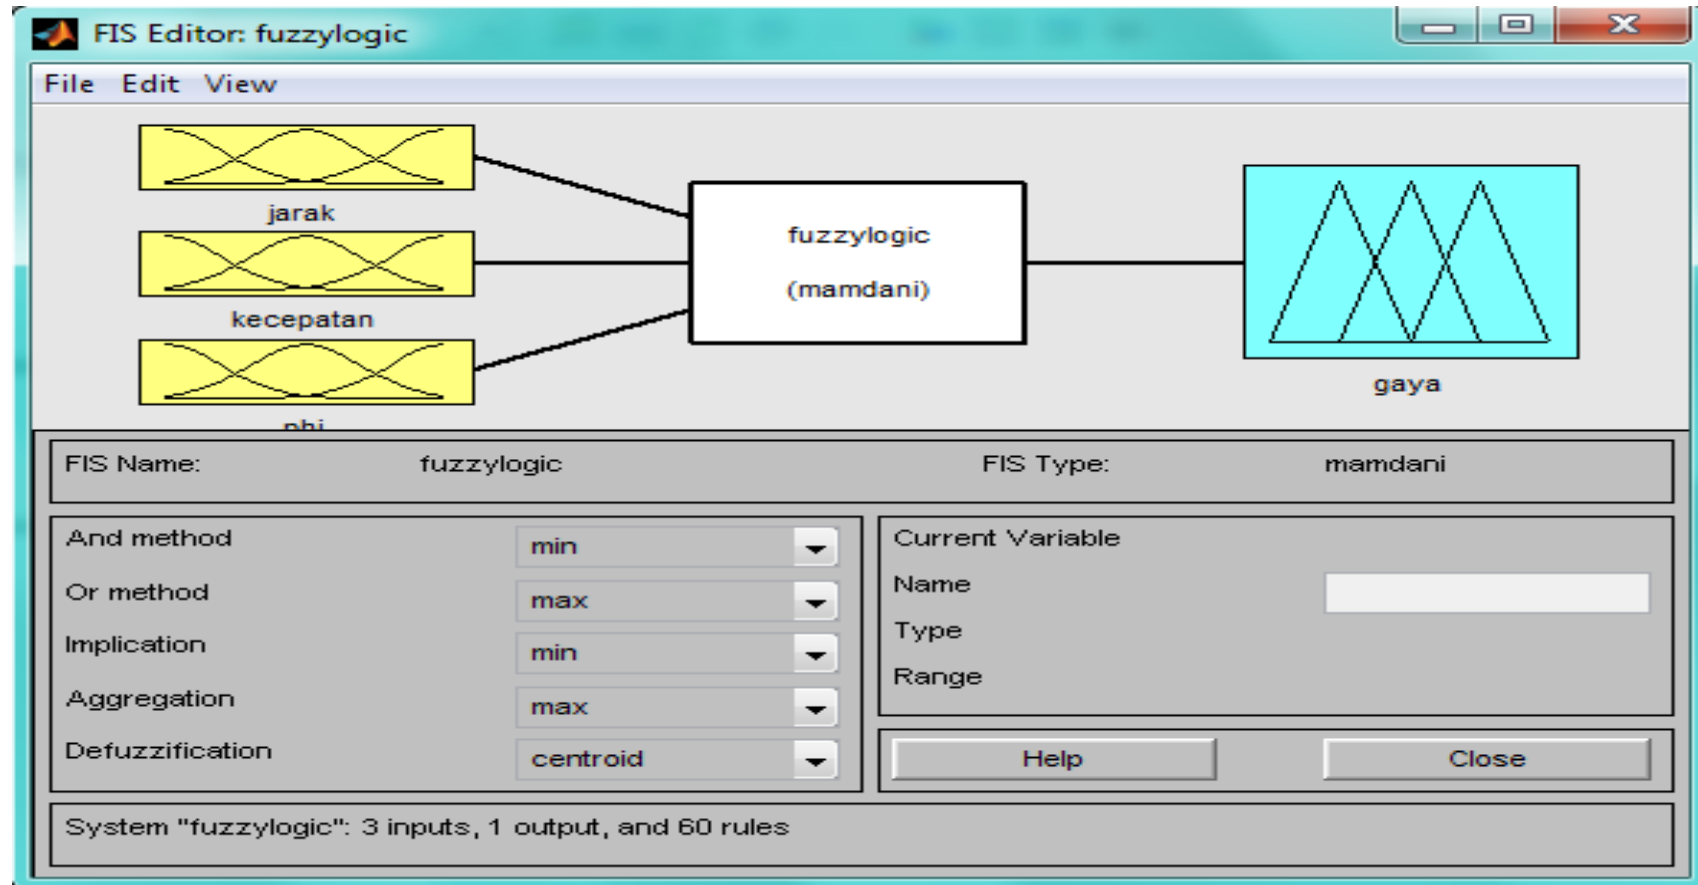 FIS Editor: fuzzylogic
File Edit View
jarak
kecepatan
phi
fuzzylogic
(mamdani)
gaya
FIS Name: fuzzylogic FIS Type: mamdani
And method min
Or method max
Implication min
Aggregation max
Defuzzification centroid
Current Variable
Name
Type
Range
Help Close
System "fuzzylogic": 3 inputs, 1 output, and 60 rules